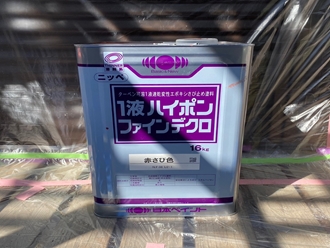 ニッペ
ターペン可溶1液速乾変性エポキシさび止め塗料
1液ハイポン
ファインデクロ
16kg
赤さび色
日本ペイント